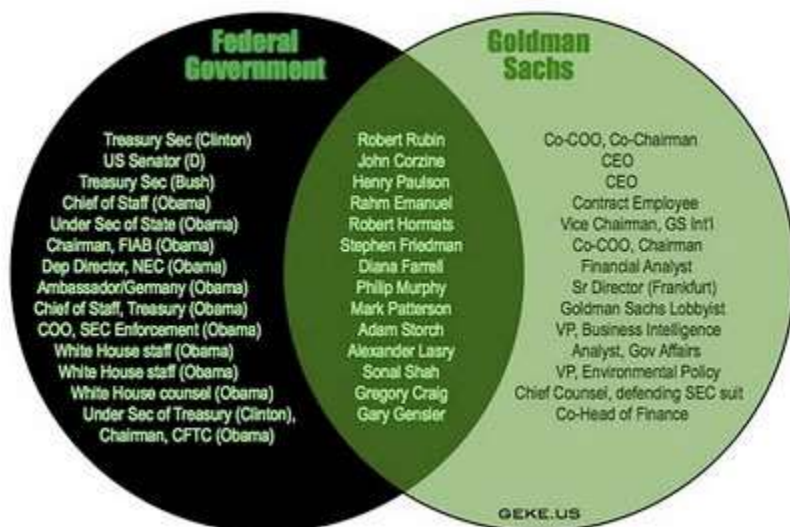 Federal
Government
Goldman
Sachs
Treasury Sec (Clinton) Robert Rubin Co-COO, Co-Chairman
US Senator (D) John Corzine CEO
Treasury Sec (Bush) Henry Paulson CEO
Chief of Staff (Obama) Rahm Emanuel Contract Employee
Under Sec of State (Obama) Robert Hormats Vice Chairman, GS Int'l
Chairman, FIAB (Obama) Stephen Friedman Co-COO, Chairman
Dep Director, NEC (Obama) Diana Farrell Financial Analyst
Ambassador/Germany (Obama) Philip Murphy Sr Director (Frankfurt)
Chief of Staff, Treasury (Obama) Mark Patterson Goldman Sachs Lobbyist
COO, SEC Enforcement (Obama) Adam Storch VP, Business Intelligence
White House staff (Obama) Alexander Lasry Analyst, Gov Affairs
White House staff (Obama) Sonal Shah VP, Environmental Policy
White House counsel (Obama) Gregory Craig Chief Counsel, defending SEC suit
Under Sec of Treasury (Clinton), Gary Gensler Co-Head of Finance
Chairman, CFTC (Obama)
GEKE.US